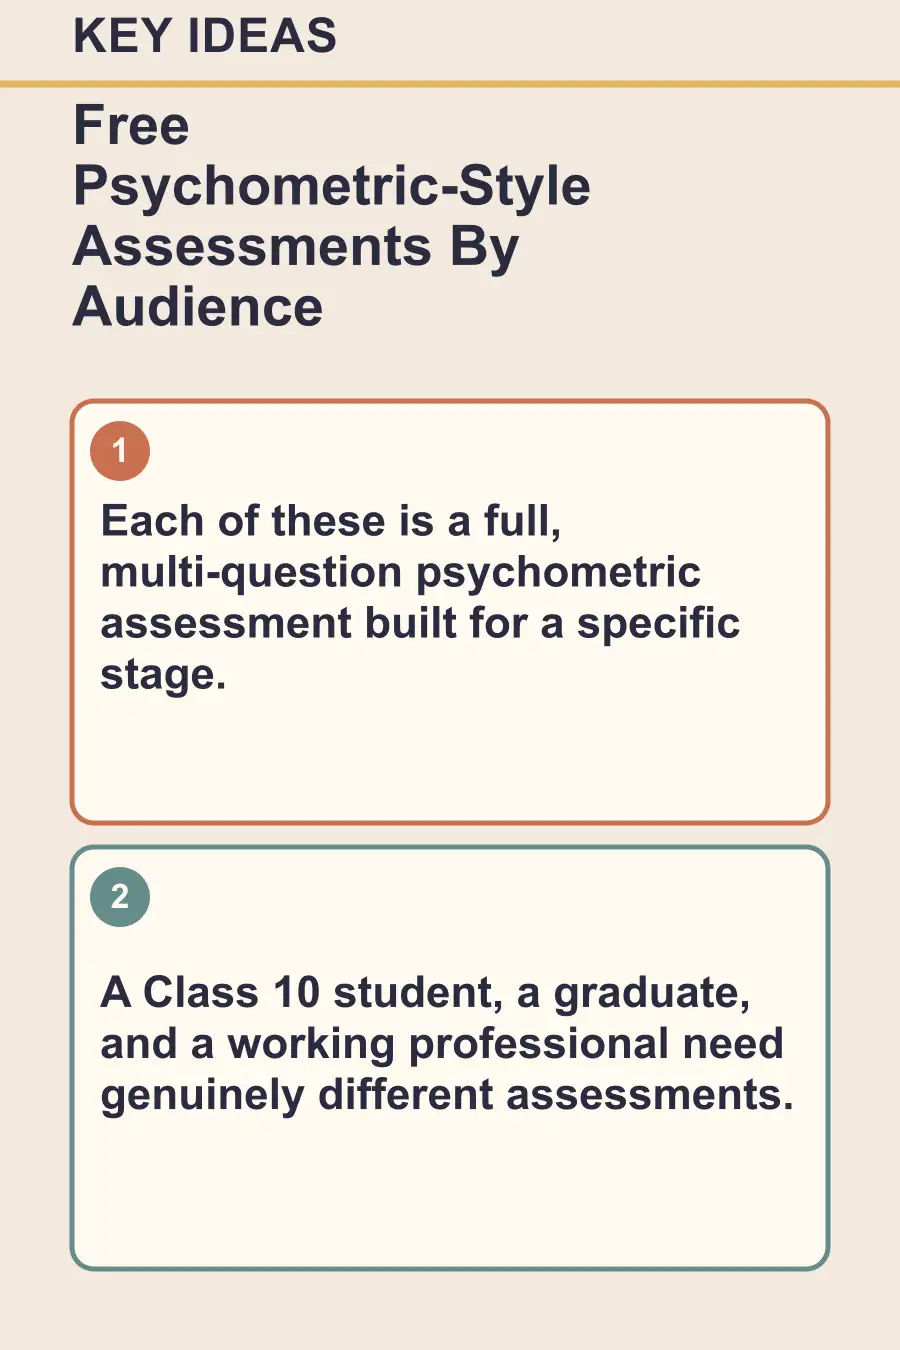 KEY IDEAS
Free
Psychometric-Style
Assessments By
Audience
1
Each of these is a full,
multi-question psychometric
assessment built for a specific
stage.
2
A Class 10 student, a graduate,
and a working professional need
genuinely different assessments.